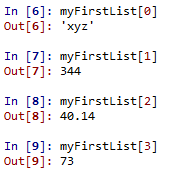 In [6]: myFirstList[0]
Out[6]: 'xyz'
In [7]: myFirstList[1]
Out[7]: 344
In [8]: myFirstList[2]
Out[8]: 40.14
In [9]: myFirstList[3]
Out[9]: 73